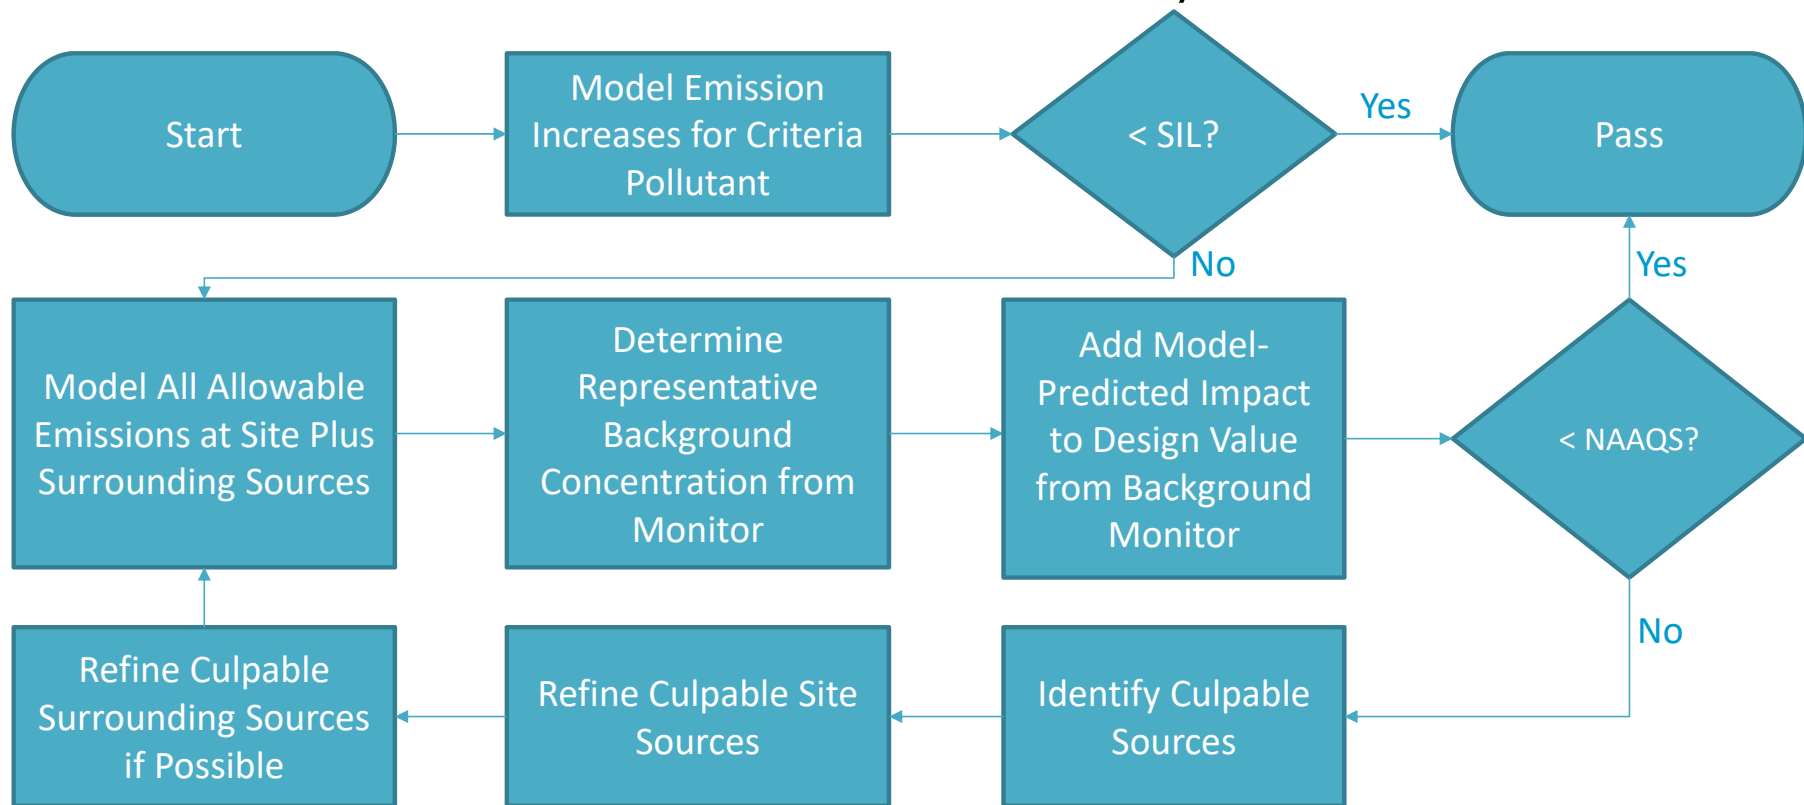 Start
Model Emission
Increases for Criteria
Pollutant
< SIL?
Yes
Pass
No
Yes
Model All Allowable
Emissions at Site Plus
Surrounding Sources
Determine
Representative
Background
Concentration from
Monitor
Add Model-
Predicted Impact
to Design Value
from Background
Monitor
< NAAQS?
No
Refine Culpable
Surrounding Sources
if Possible
Refine Culpable Site
Sources
Identify Culpable
Sources